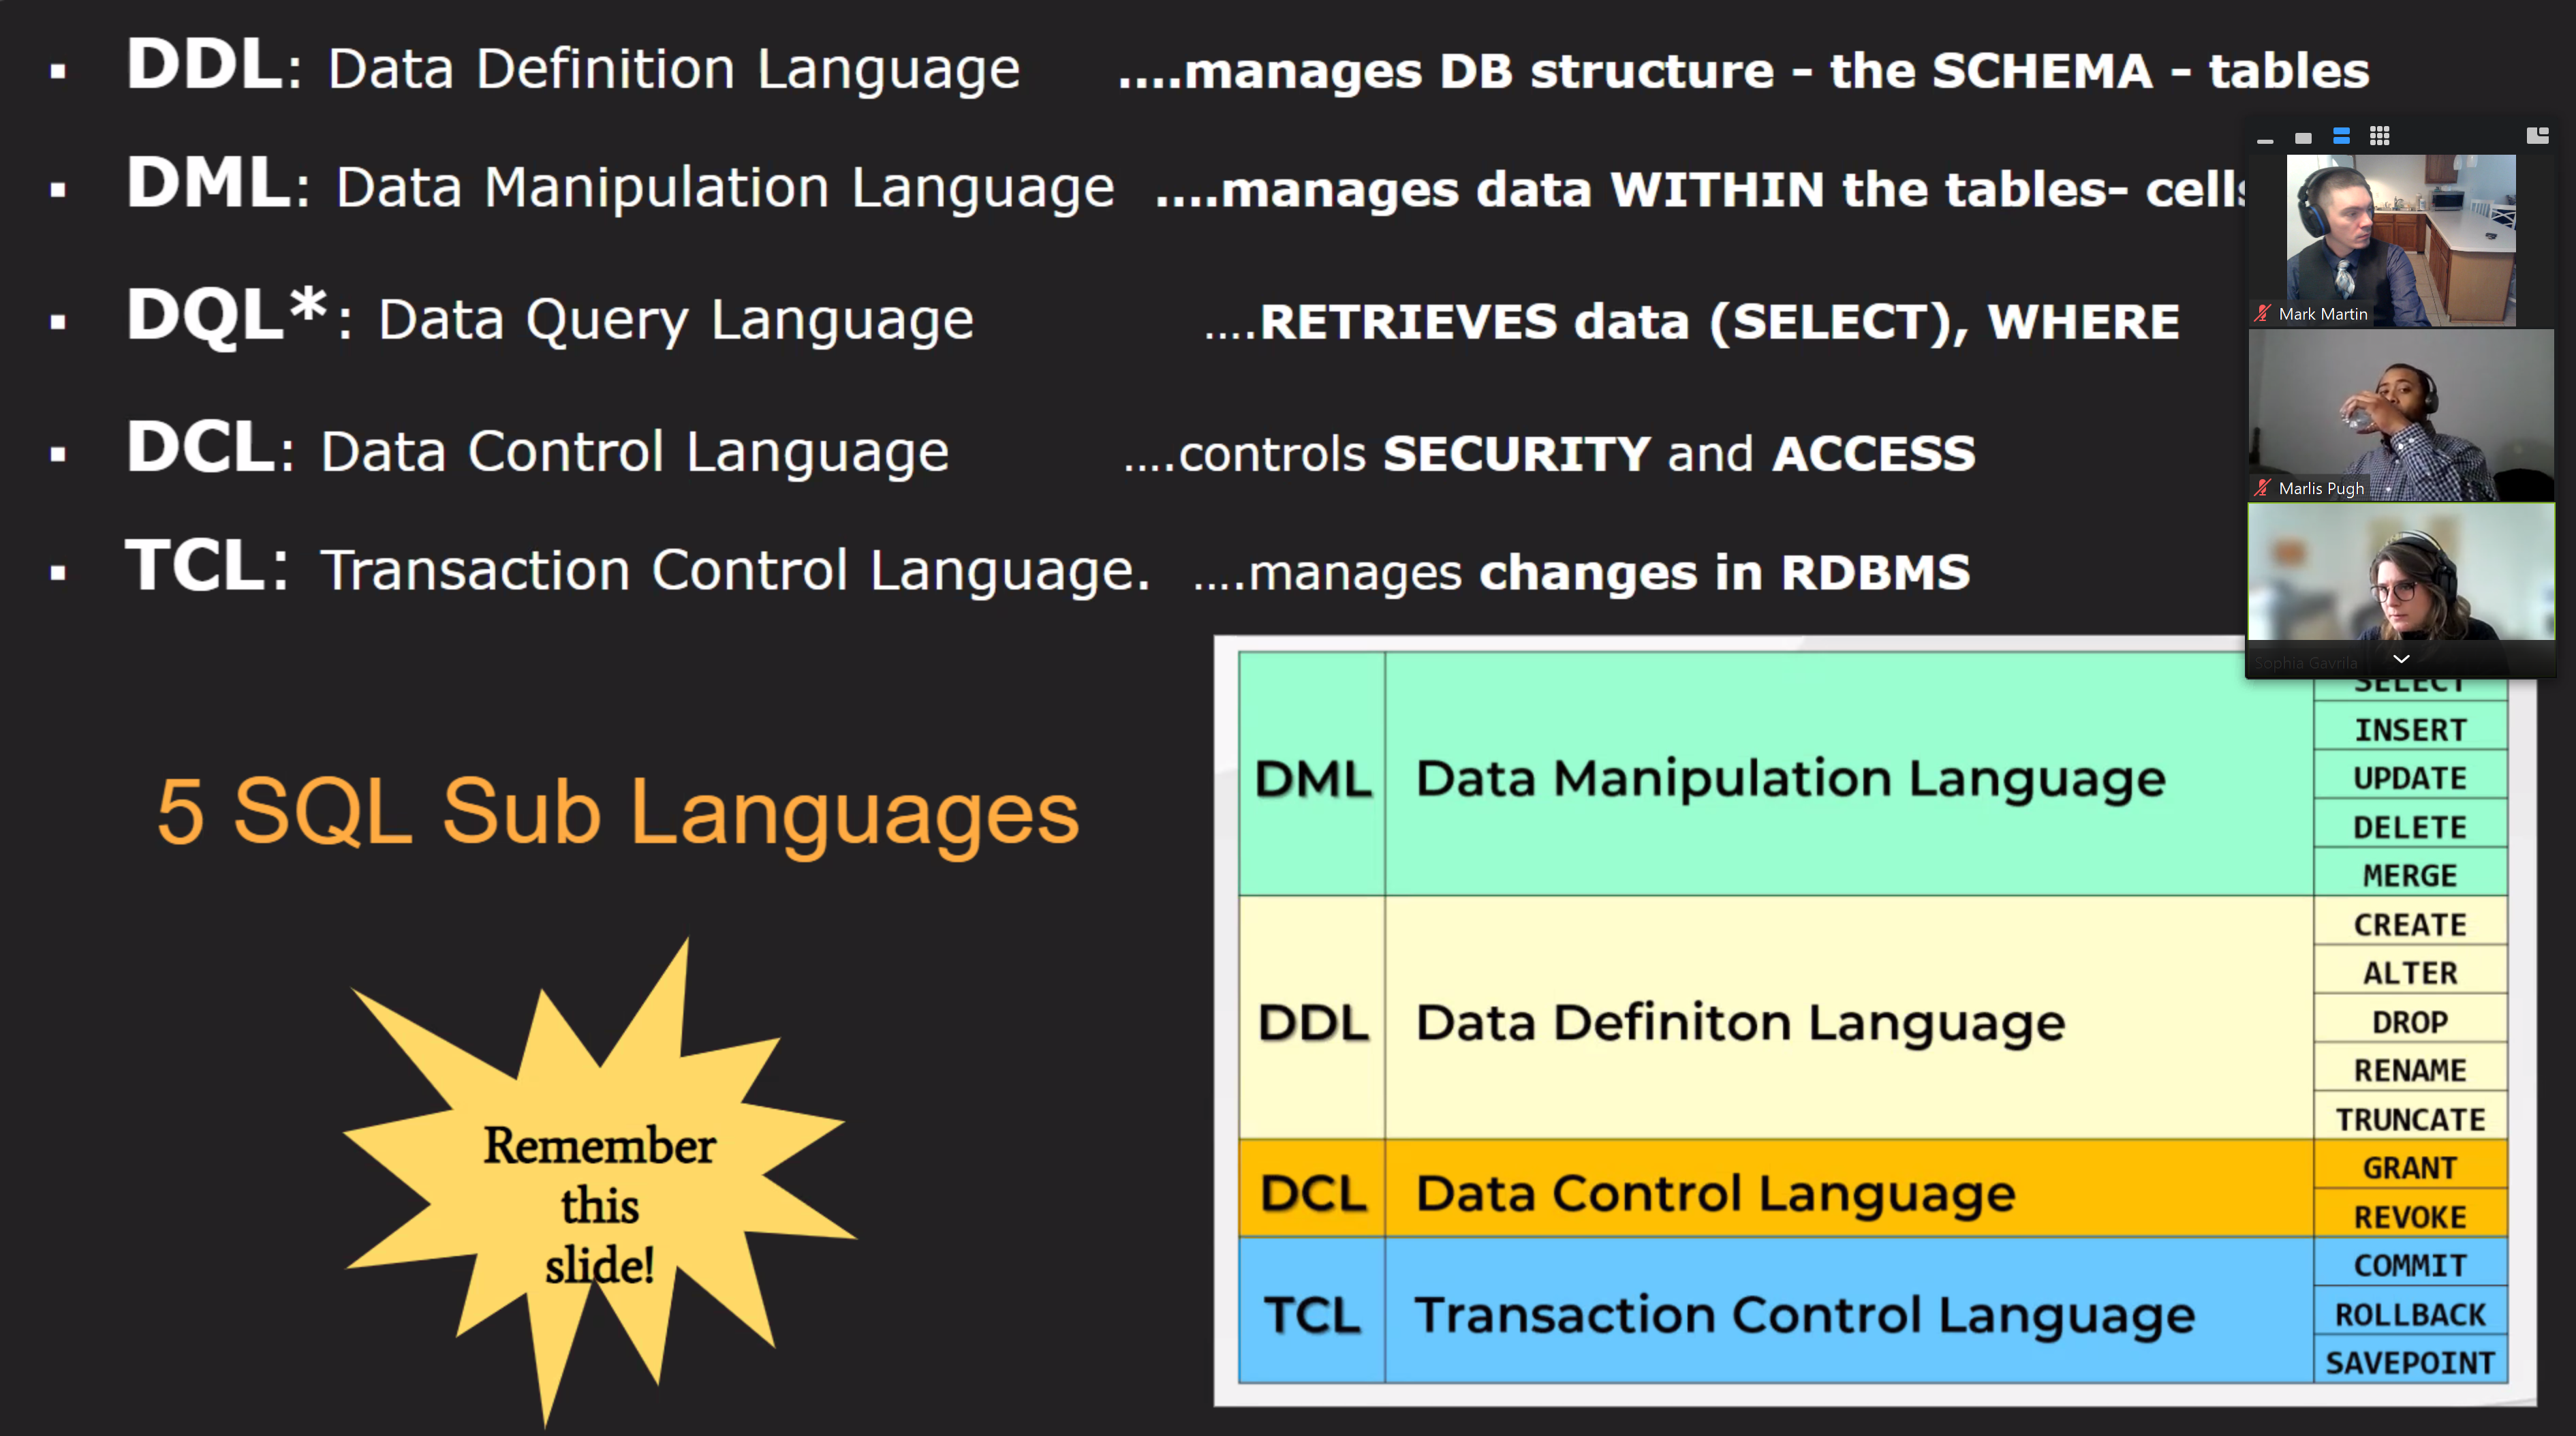 ▪ DDL: Data Definition Language ....manages DB structure - the SCHEMA - tables
▪ DML: Data Manipulation Language ....manages data WITHIN the tables- cells
▪ DQL*: Data Query Language ....RETRIEVES data (SELECT), WHERE
▪ DCL: Data Control Language ....controls SECURITY and ACCESS
▪ TCL: Transaction Control Language. ....manages changes in RDBMS
Mark Martin
Marlis Pugh
Sophia Gavrila
5 SQL Sub Languages
Remember
this
slide!
DML Data Manipulation Language
SELECT
INSERT
UPDATE
DELETE
MERGE
DDL Data Definiton Language
CREATE
ALTER
DROP
RENAME
TRUNCATE
DCL Data Control Language
GRANT
REVOKE
TCL Transaction Control Language
COMMIT
ROLLBACK
SAVEPOINT